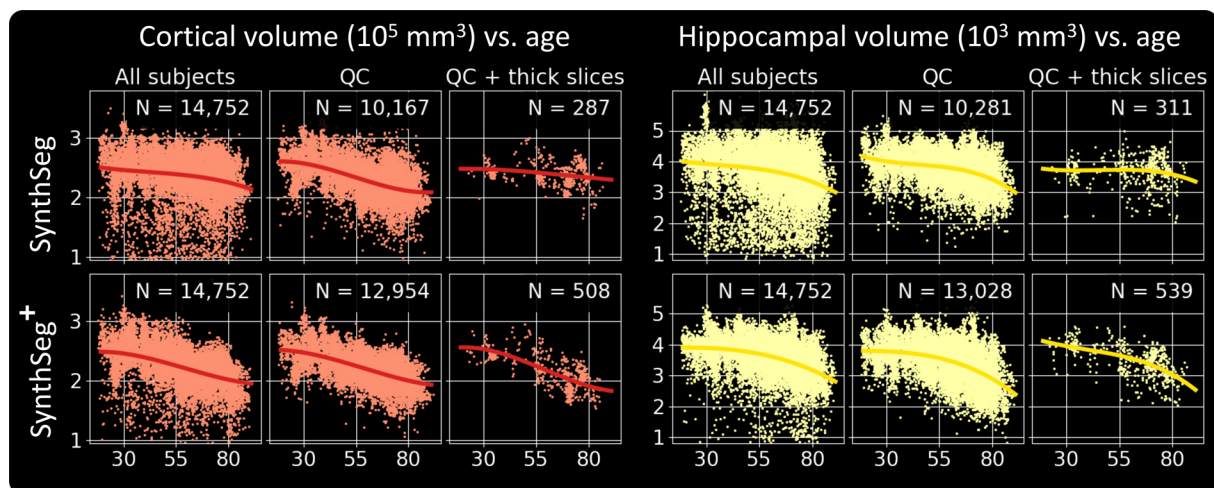 Cortical volume (10⁵ mm³) vs. age
Hippocampal volume (10³ mm³) vs. age
All subjects QC QC + thick slices
All subjects QC QC + thick slices
SynthSeg
3
2
1
N = 14,752 N = 10,167 N = 287
5
4
3
2
1
N = 14,752 N = 10,281 N = 311
SynthSeg⁺
3
2
1
N = 14,752 N = 12,954 N = 508
5
4
3
2
1
N = 14,752 N = 13,028 N = 539
30 55 80 30 55 80 30 55 80
30 55 80 30 55 80 30 55 80